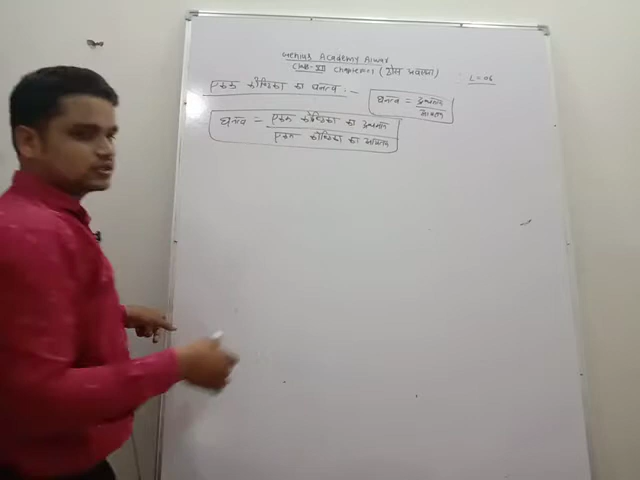 Genius Academy Alwar
Class-XII Chapter-1 (ठोस अवस्था)
L=06
एकक कोष्ठिका का घनत्व :-
घनत्व = द्रव्यमान / आयतन
घनत्व = एकक कोष्ठिका का द्रव्यमान / एकक कोष्ठिका का आयतन